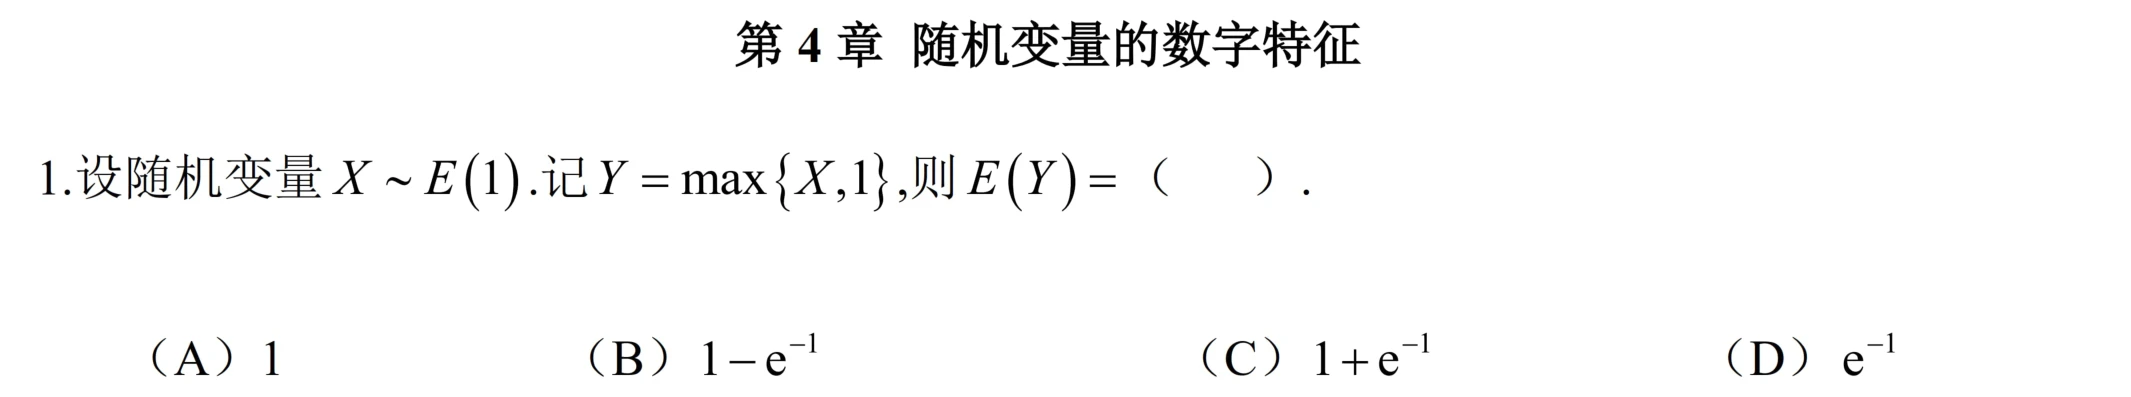 第 4 章 随机变量的数字特征
1.设随机变量 X ~ E(1).记 Y = max{X,1},则 E(Y) = （　　）.
（A）1 （B）1−e⁻¹ （C）1+e⁻¹ （D）e⁻¹